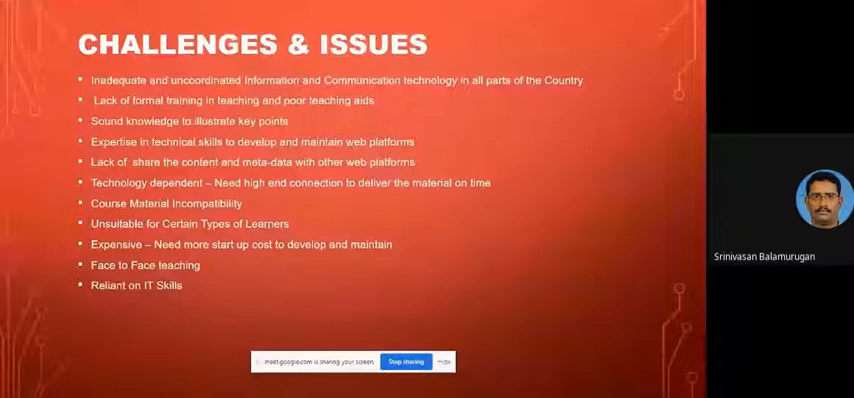 CHALLENGES & ISSUES
• Inadequate and uncoordinated Information and Communication technology in all parts of the Country
• Lack of formal training in teaching and poor teaching aids
• Sound knowledge to illustrate key points
• Expertise in technical skills to develop and maintain web platforms
• Lack of share the content and meta-data with other web platforms
• Technology dependent – Need high end connection to deliver the material on time
• Course Material Incompatibility
• Unsuitable for Certain Types of Learners
• Expensive – Need more start up cost to develop and maintain
• Face to Face teaching
• Reliant on IT Skills
Srinivasan Balamurugan
meet.google.com is sharing your screen. Stop sharing Hide